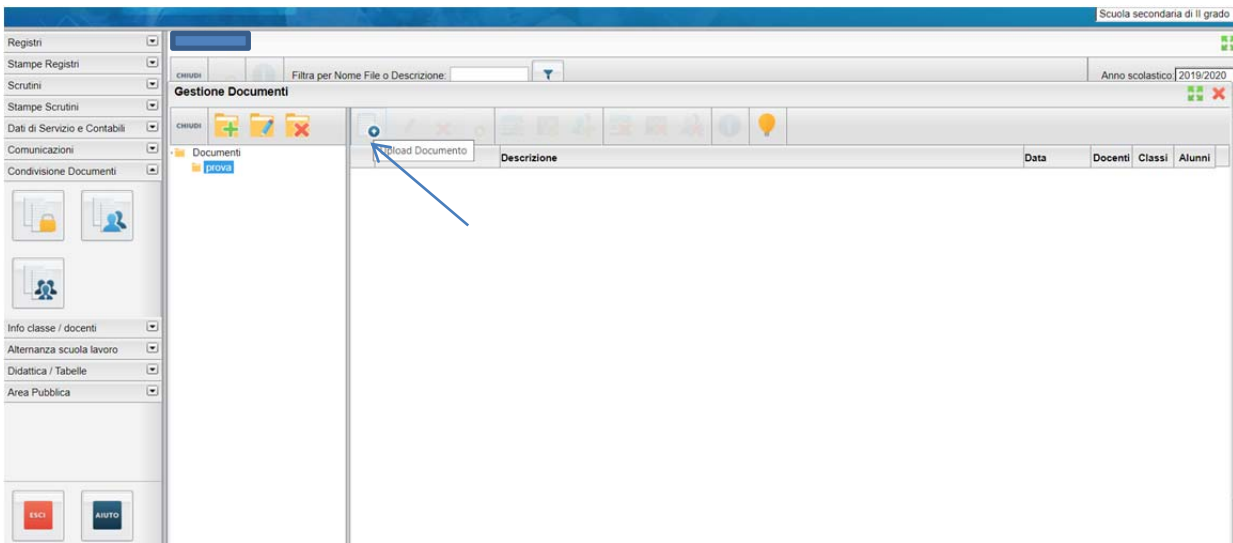 Scuola secondaria di II grado
Registri
Stampe Registri
Scrutini
Stampe Scrutini
Dati di Servizio e Contabili
Comunicazioni
Condivisione Documenti
Info classe / docenti
Alternanza scuola lavoro
Didattica / Tabelle
Area Pubblica
ESCI
AIUTO
CHIUDI
Filtra per Nome File o Descrizione:
Anno scolastico: 2019/2020
Gestione Documenti
CHIUDI
Documenti
prova
Upload Documento
Descrizione Data Docenti Classi Alunni